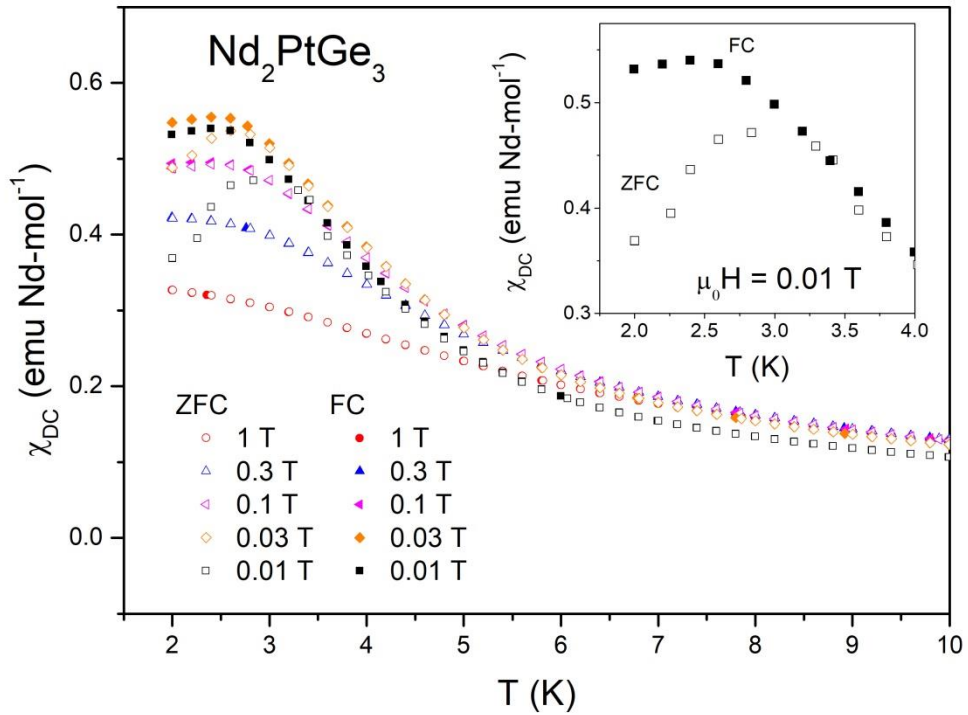 Nd₂PtGe₃
χ_DC (emu Nd-mol⁻¹)
0.6
0.4
0.2
0.0
2 3 4 5 6 7 8 9 10
T (K)
ZFC FC
1 T 1 T
0.3 T 0.3 T
0.1 T 0.1 T
0.03 T 0.03 T
0.01 T 0.01 T
χ_DC (emu Nd-mol⁻¹)
0.5
0.4
0.3
FC
ZFC
μ₀H = 0.01 T
2.0 2.5 3.0 3.5 4.0
T (K)